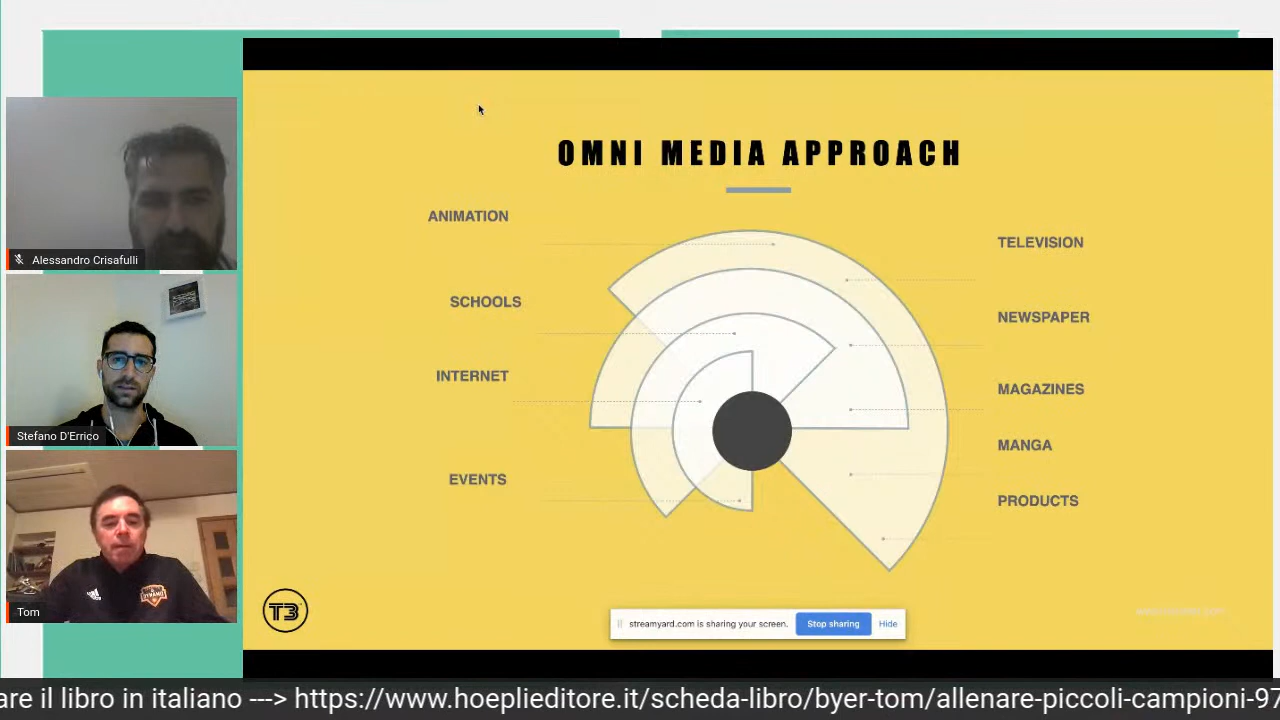 OMNI MEDIA APPROACH
ANIMATION
TELEVISION
SCHOOLS
NEWSPAPER
INTERNET
MAGAZINES
MANGA
EVENTS
PRODUCTS
Alessandro Crisafulli
Stefano D'Errico
Tom
T3
streamyard.com is sharing your screen.
Stop sharing
Hide
are il libro in italiano ---> https://www.hoeplieditore.it/scheda-libro/byer-tom/allenare-piccoli-campioni-97